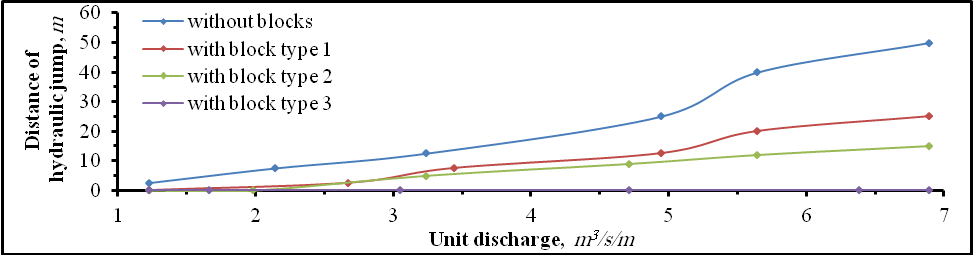 Distance of
hydraulic jump, m
60
50
40
30
20
10
0
without blocks
with block type 1
with block type 2
with block type 3
1 2 3 4 5 6 7
Unit discharge, m³/s/m